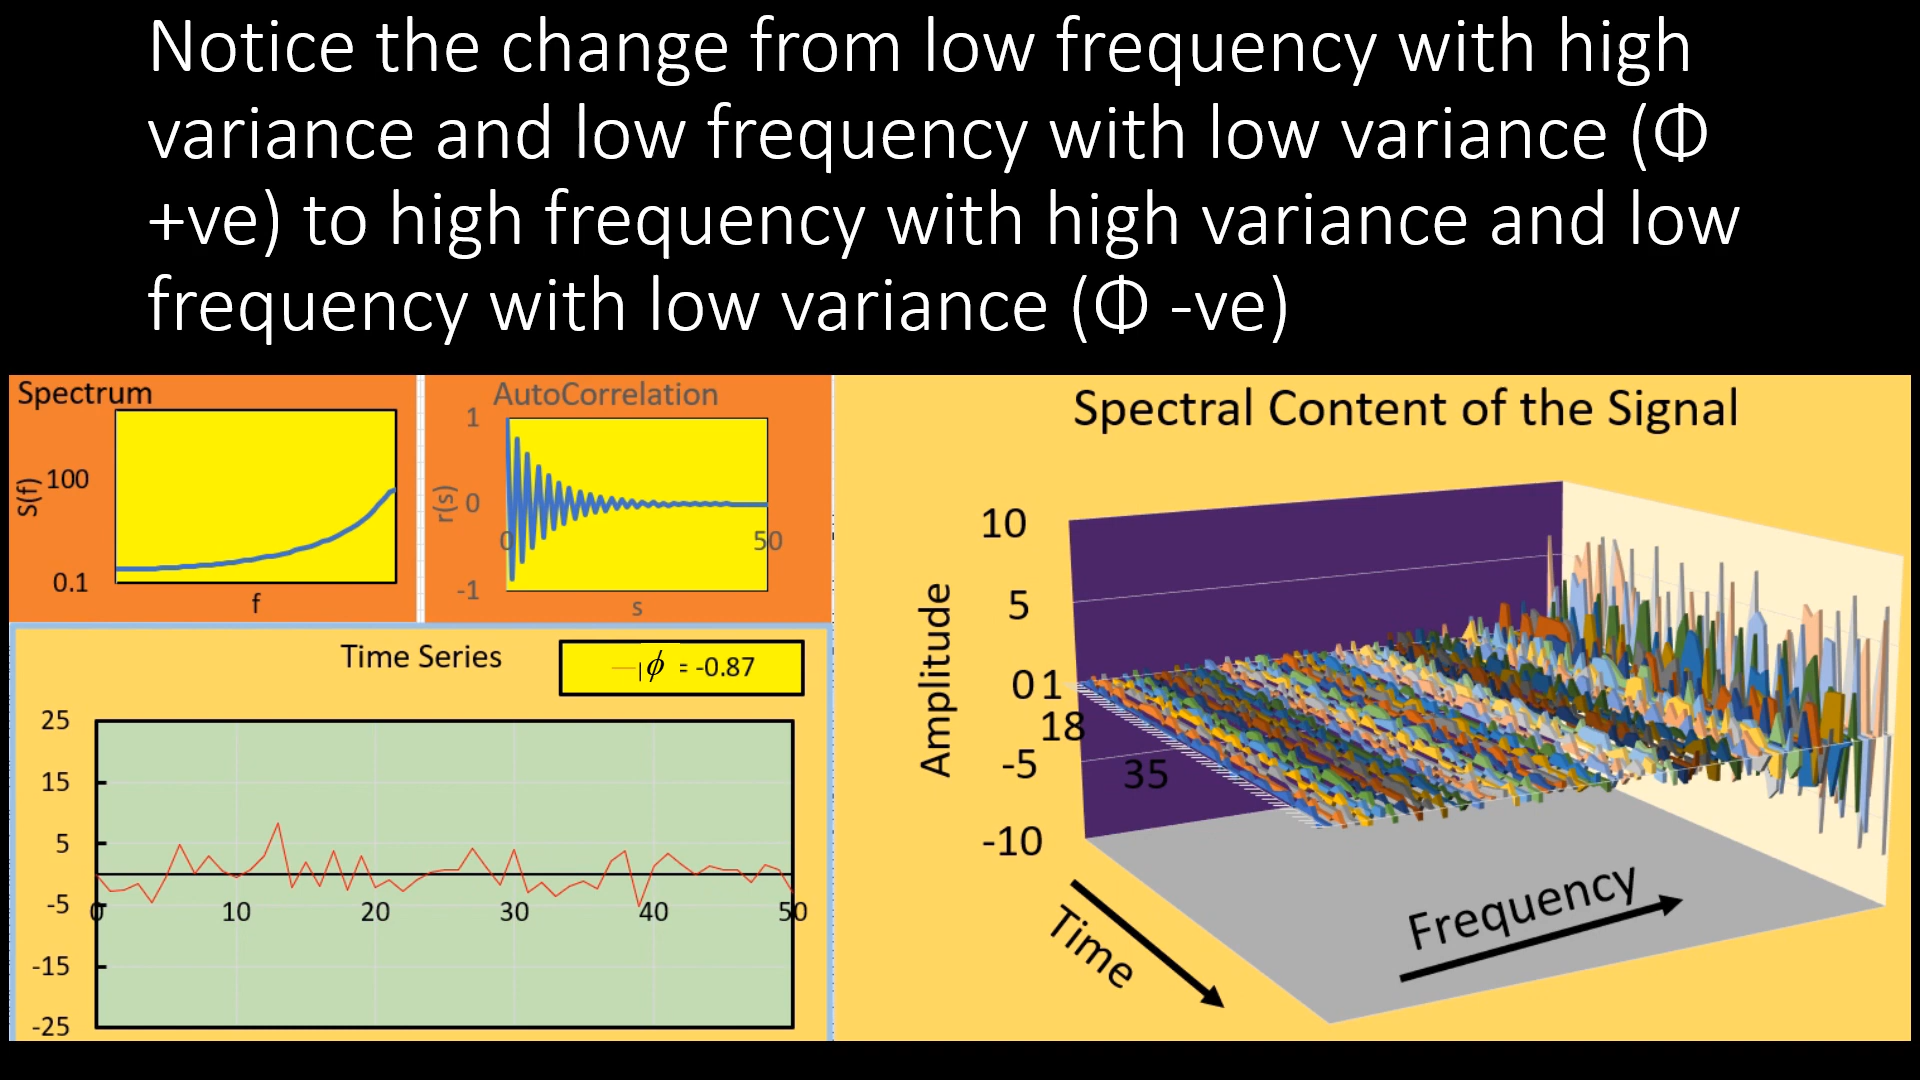 Notice the change from low frequency with high
variance and low frequency with low variance (Φ
+ve) to high frequency with high variance and low
frequency with low variance (Φ -ve)
Spectrum
S(f)
100
0.1
f
AutoCorrelation
r(s)
1
0
-1
0
50
s
Time Series
ϕ = -0.87
25
15
5
-5
-15
-25
0
10
20
30
40
50
Spectral Content of the Signal
Amplitude
10
5
0
-5
-10
1
18
35
Time
Frequency